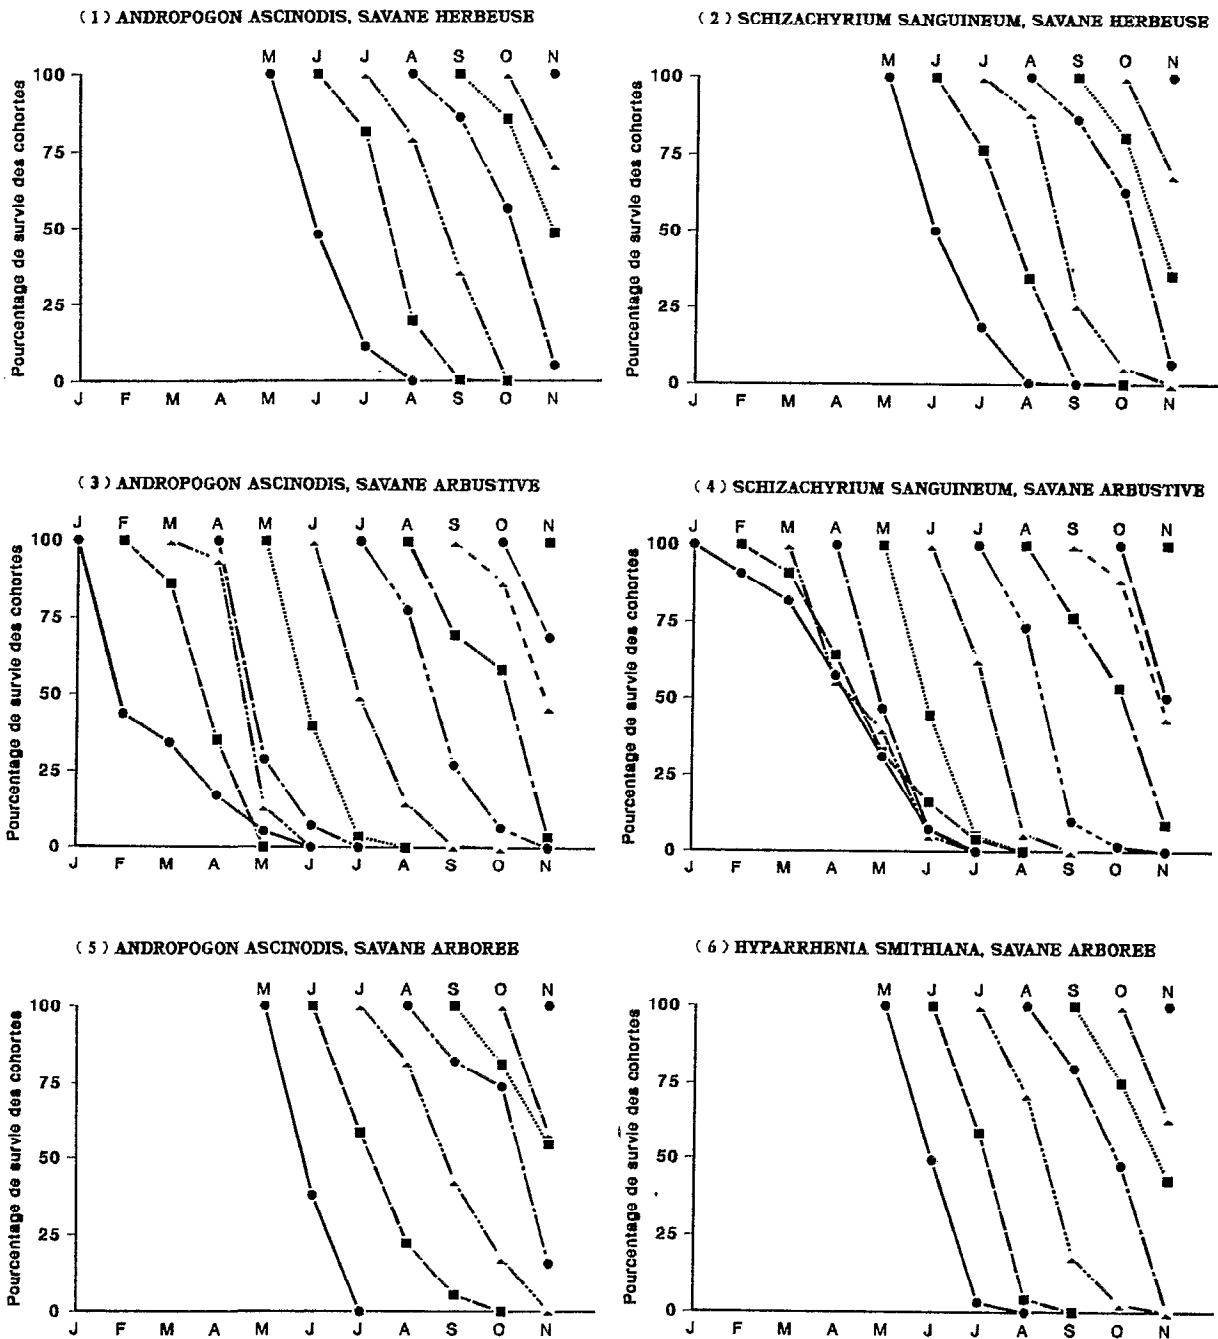 ( 1 ) ANDROPOGON ASCINODIS, SAVANE HERBEUSE
M J J A S O N
Pourcentage de survie des cohortes
100
75
50
25
0
J F M A M J J A S O N
( 2 ) SCHIZACHYRIUM SANGUINEUM, SAVANE HERBEUSE
M J J A S O N
Pourcentage de survie des cohortes
100
75
50
25
0
J F M A M J J A S O N
( 3 ) ANDROPOGON ASCINODIS, SAVANE ARBUSTIVE
J F M A M J J A S O N
Pourcentage de survie des cohortes
100
75
50
25
0
J F M A M J J A S O N
( 4 ) SCHIZACHYRIUM SANGUINEUM, SAVANE ARBUSTIVE
J F M A M J J A S O N
Pourcentage de survie des cohortes
100
75
50
25
0
J F M A M J J A S O N
( 5 ) ANDROPOGON ASCINODIS, SAVANE ARBOREE
M J J A S O N
Pourcentage de survie des cohortes
100
75
50
25
0
J F M A M J J A S O N
( 6 ) HYPARRHENIA SMITHIANA, SAVANE ARBOREE
M J J A S O N
Pourcentage de survie des cohortes
100
75
50
25
0
J F M A M J J A S O N